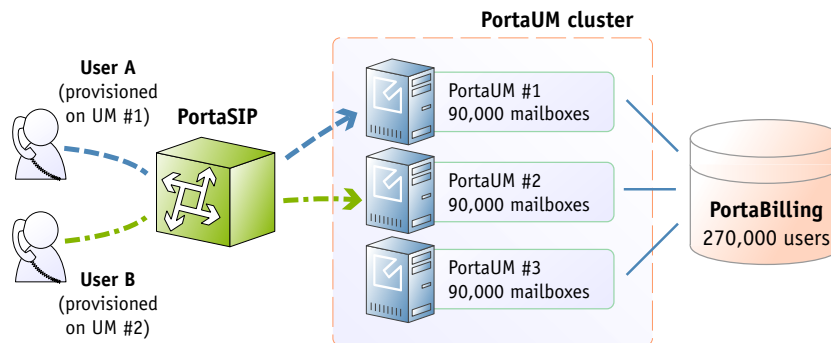 PortaUM cluster
User A
(provisioned
on UM #1)
PortaSIP
PortaUM #1
90,000 mailboxes
PortaUM #2
90,000 mailboxes
PortaBilling
270,000 users
User B
(provisioned
on UM #2)
PortaUM #3
90,000 mailboxes